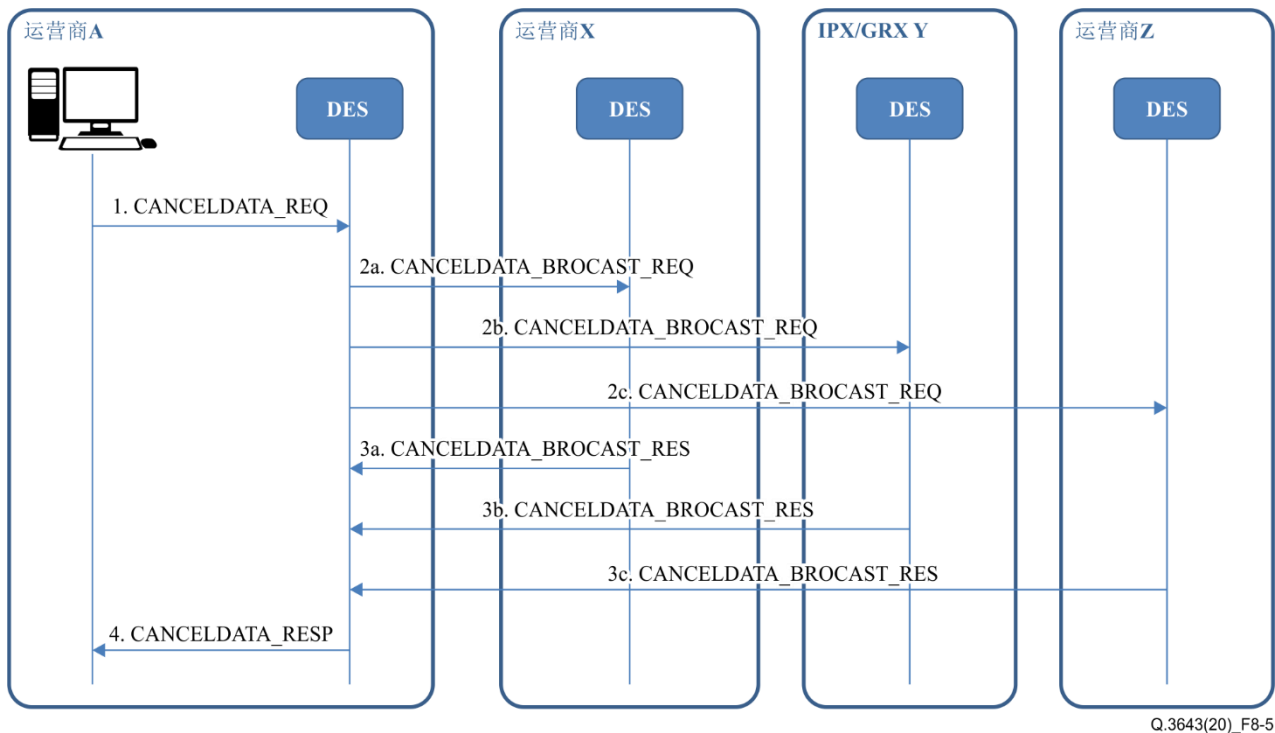 运营商A
运营商X
IPX/GRX Y
运营商Z
DES
DES
DES
DES
1. CANCELDATA_REQ
2a. CANCELDATA_BROCAST_REQ
2b. CANCELDATA_BROCAST_REQ
2c. CANCELDATA_BROCAST_REQ
3a. CANCELDATA_BROCAST_RES
3b. CANCELDATA_BROCAST_RES
3c. CANCELDATA_BROCAST_RES
4. CANCELDATA_RESP
Q.3643(20)_F8-5